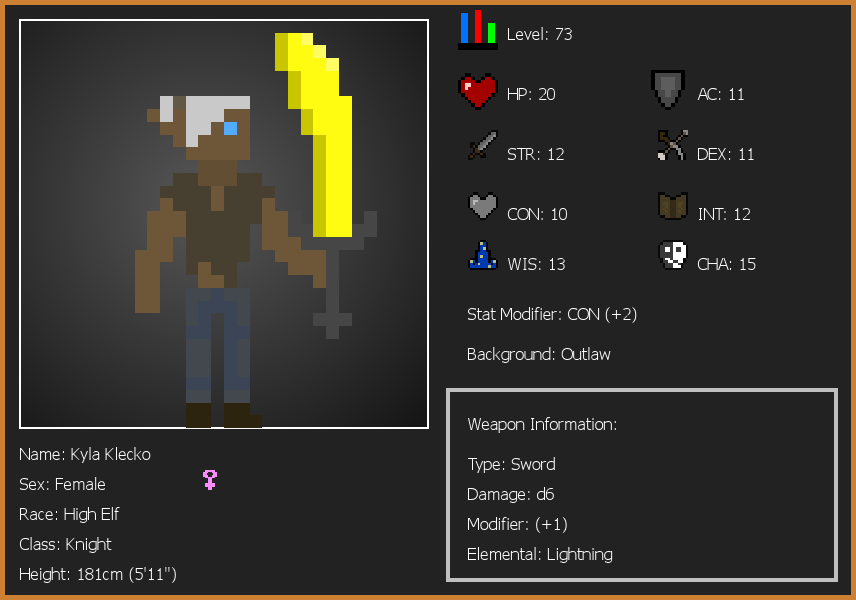 Level: 73
HP: 20
AC: 11
STR: 12
DEX: 11
CON: 10
INT: 12
WIS: 13
CHA: 15
Stat Modifier: CON (+2)
Background: Outlaw
Weapon Information:
Type: Sword
Damage: d6
Modifier: (+1)
Elemental: Lightning
Name: Kyla Klecko
Sex: Female
Race: High Elf
Class: Knight
Height: 181cm (5'11")